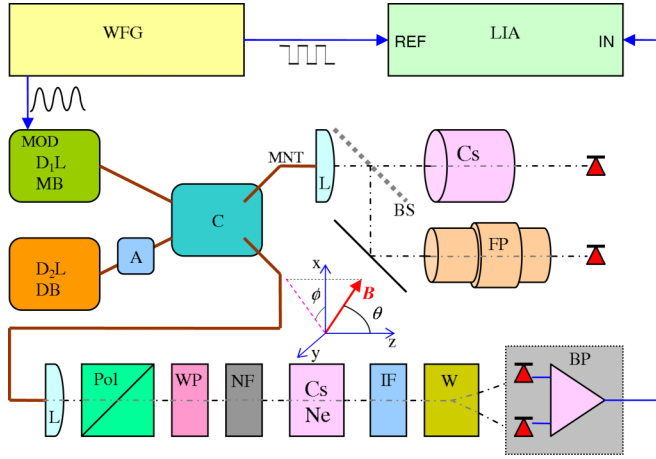 WFG
LIA
REF
IN
MOD
D₁L
MB
MNT
L
Cs
C
BS
A
D₂L
DB
FP
x
ϕ
B
θ
y
z
BP
Pol
WP
NF
Cs
Ne
IF
W
L